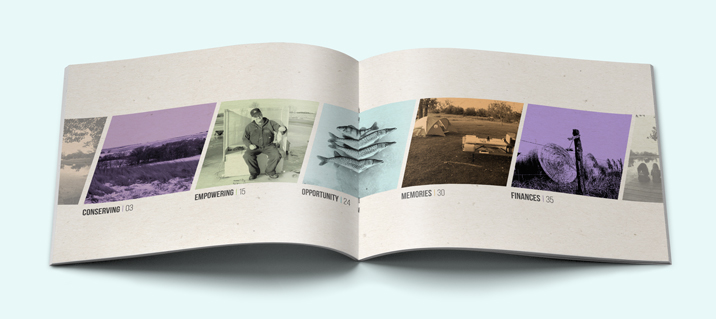 CONSERVING | 03
EMPOWERING | 15
OPPORTUNITY | 24
MEMORIES | 30
FINANCES | 35